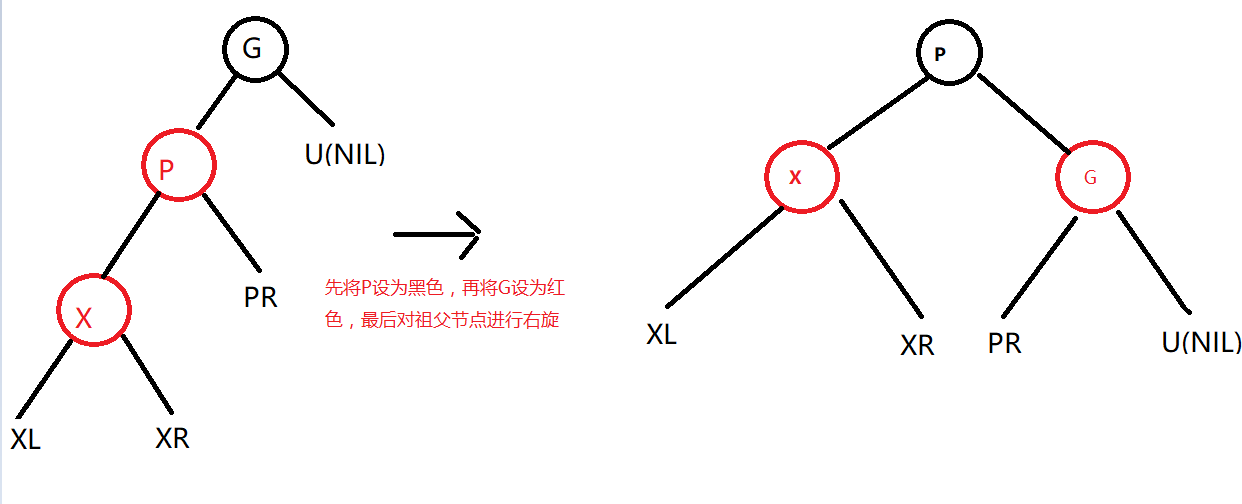 G
P
P
U(NIL)
X
G
PR
先将P设为黑色，再将G设为红
色，最后对祖父节点进行右旋
X
XL
XR
PR
U(NIL)
XL
XR